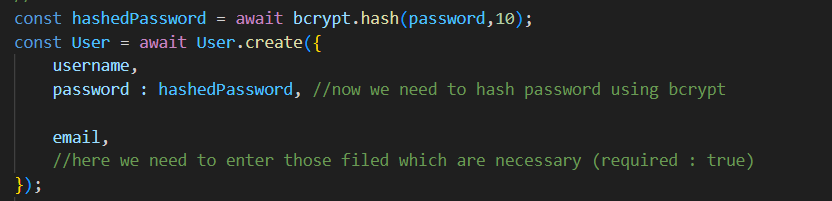 const hashedPassword = await bcrypt.hash(password,10);
const User = await User.create({
username,
password : hashedPassword, //now we need to hash password using bcrypt
email,
//here we need to enter those filed which are necessary (required : true)
});